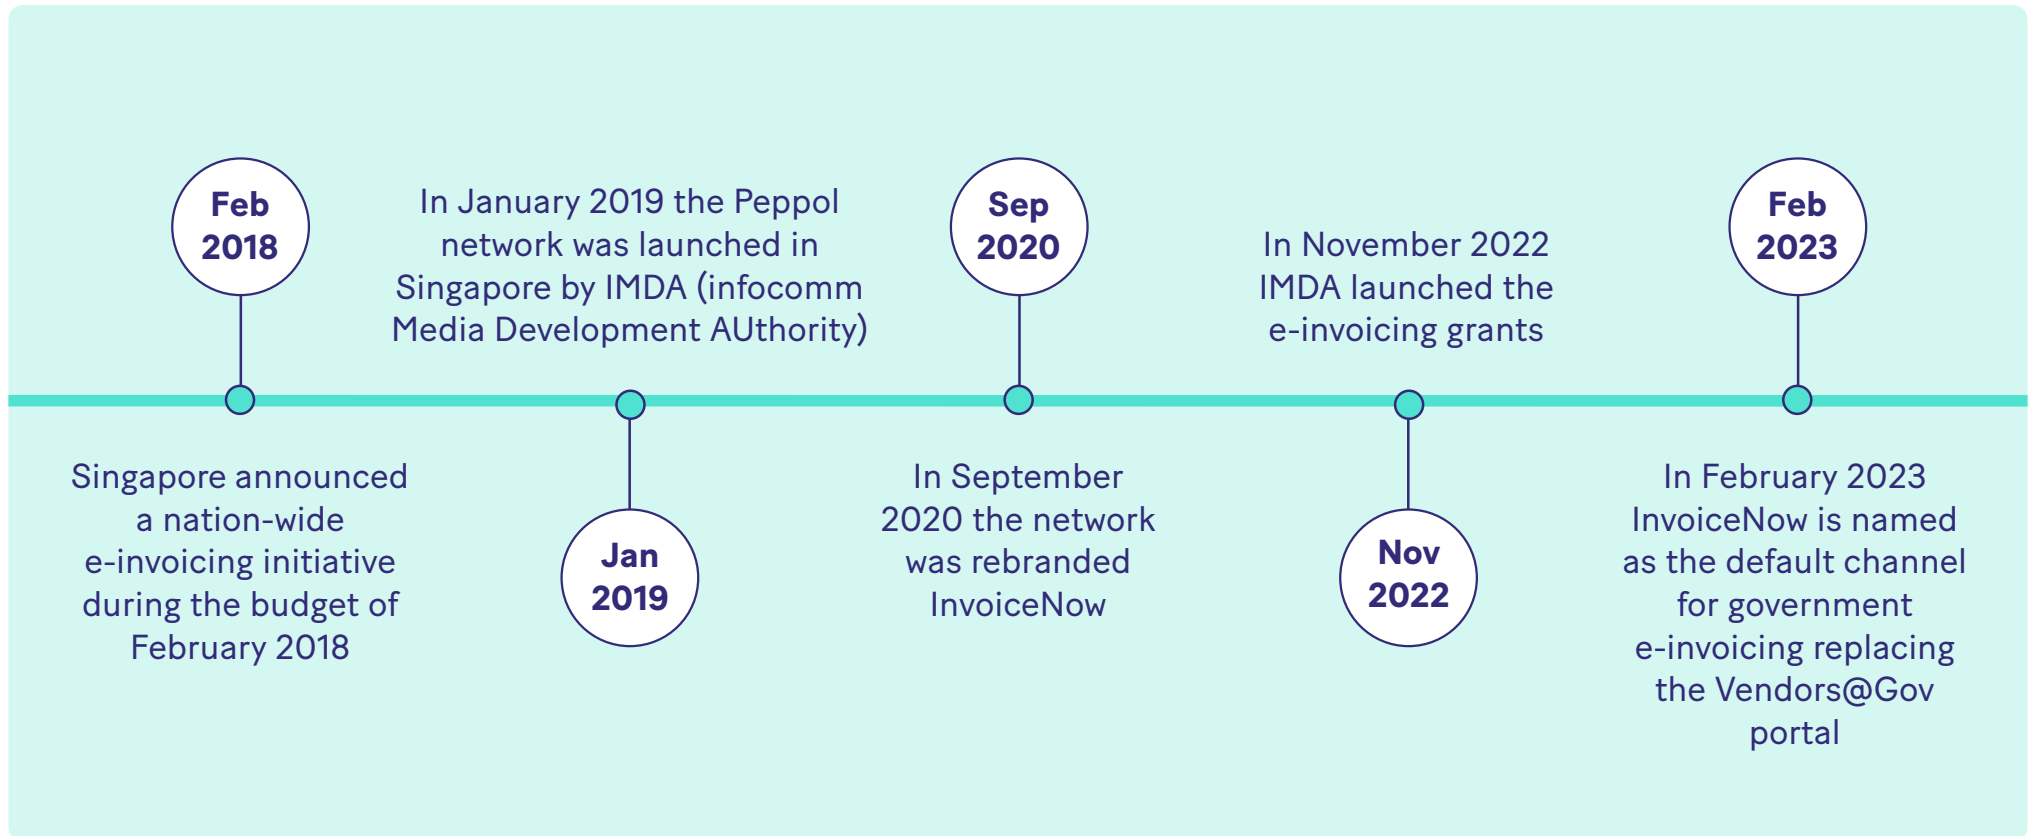 Feb
2018
Singapore announced
a nation-wide
e-invoicing initiative
during the budget of
February 2018
In January 2019 the Peppol
network was launched in
Singapore by IMDA (infocomm
Media Development AUthority)
Jan
2019
Sep
2020
In September
2020 the network
was rebranded
InvoiceNow
In November 2022
IMDA launched the
e-invoicing grants
Nov
2022
Feb
2023
In February 2023
InvoiceNow is named
as the default channel
for government
e-invoicing replacing
the Vendors@Gov
portal